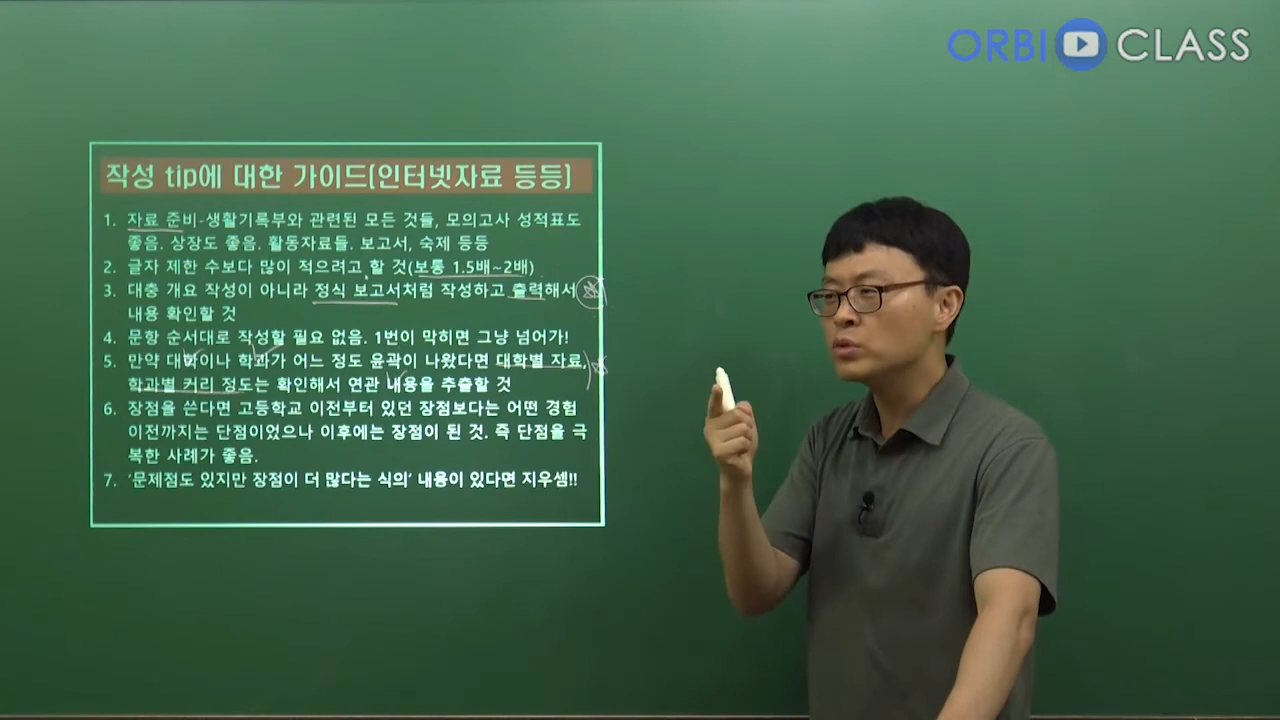 ORBI CLASS
작성 tip에 대한 가이드(인터넷자료 등등)
1. 자료 준비-생활기록부와 관련된 모든 것들, 모의고사 성적표도
좋음. 상장도 좋음. 활동자료들. 보고서, 숙제 등등
2. 글자 제한 수보다 많이 적으려고 할 것(보통 1.5배~2배)
3. 대충 개요 작성이 아니라 정식 보고서처럼 작성하고 출력해서
내용 확인할 것
4. 문항 순서대로 작성할 필요 없음. 1번이 막히면 그냥 넘어가!
5. 만약 대학이나 학과가 어느 정도 윤곽이 나왔다면 대학별 자료,
학과별 커리 정도는 확인해서 연관 내용을 추출할 것
6. 장점을 쓴다면 고등학교 이전부터 있던 장점보다는 어떤 경험
이전까지는 단점이었으나 이후에는 장점이 된 것. 즉 단점을 극
복한 사례가 좋음.
7. '문제점도 있지만 장점이 더 많다는 식의' 내용이 있다면 지우셈!!